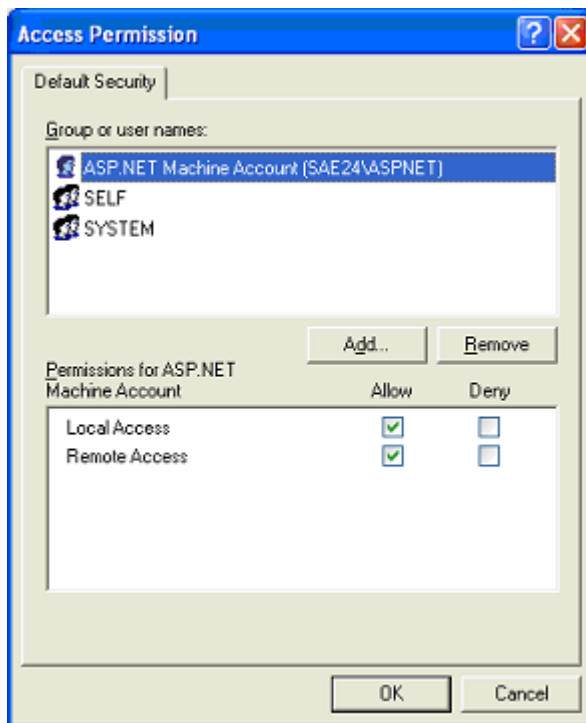 Access Permission
Default Security
Group or user names:
ASP.NET Machine Account (SAE24\ASPNET)
SELF
SYSTEM
Add... Remove
Permissions for ASP.NET
Machine Account Allow Deny
Local Access
Remote Access
OK Cancel